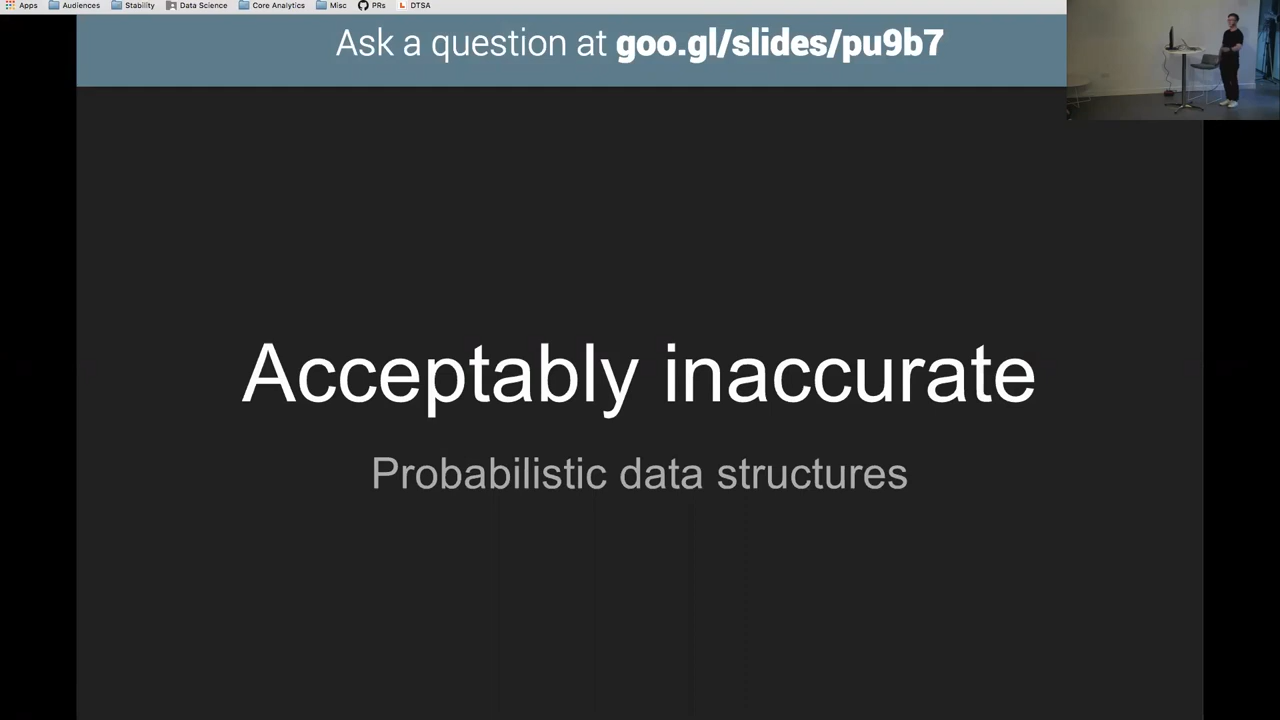 Apps Audiences Stability Data Science Core Analytics Misc PRs L DTSA
Ask a question at goo.gl/slides/pu9b7
Acceptably inaccurate
Probabilistic data structures